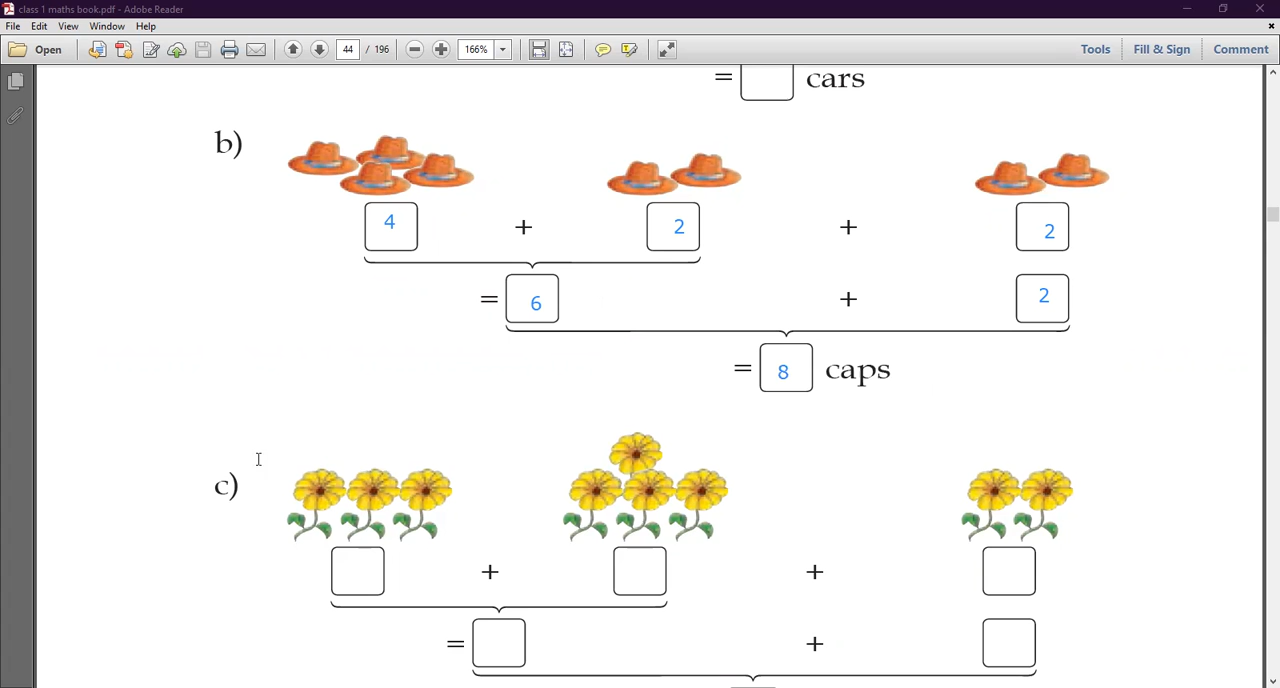 class 1 maths book.pdf - Adobe Reader
File Edit View Window Help
Open 44 / 196 166% Tools Fill & Sign Comment
= cars
b)
4 + 2 + 2
= 6 + 2
= 8 caps
c)
+ +
= +